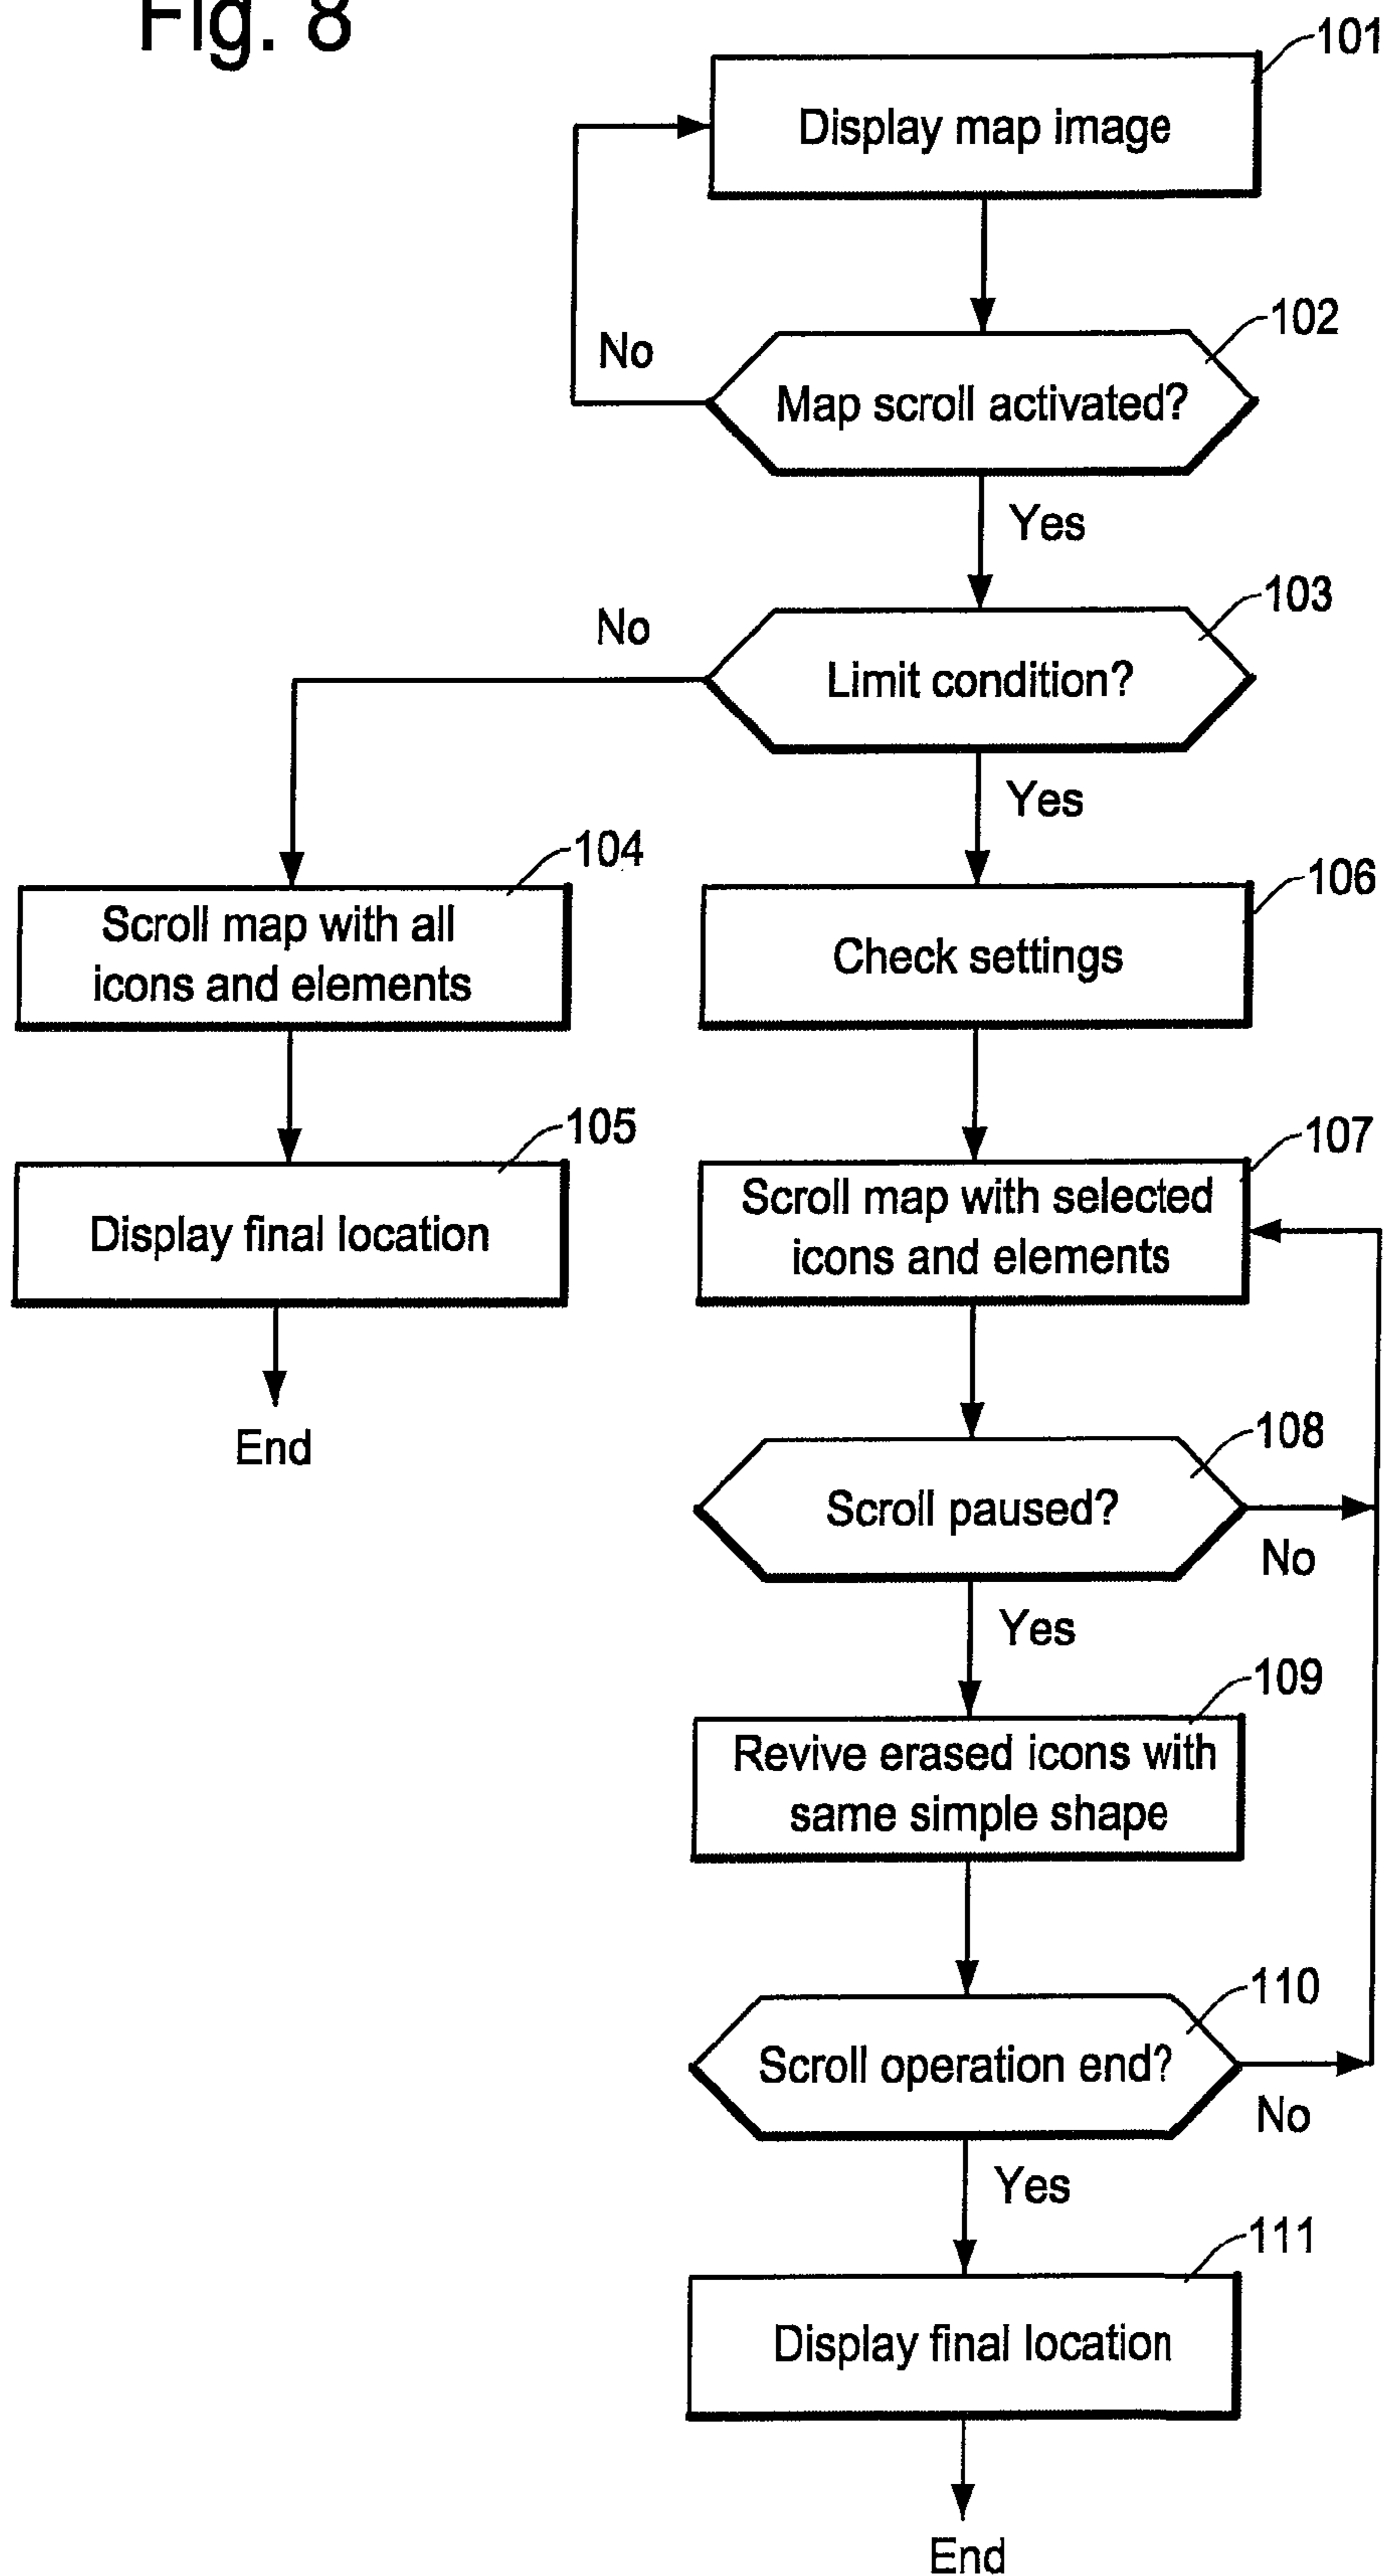 Fig. 8
101
Display map image
102
No
Map scroll activated?
Yes
103
No
Limit condition?
Yes
104
Scroll map with all
icons and elements
106
Check settings
105
Display final location
End
107
Scroll map with selected
icons and elements
108
Scroll paused?
No
Yes
109
Revive erased icons with
same simple shape
110
Scroll operation end?
No
Yes
111
Display final location
End